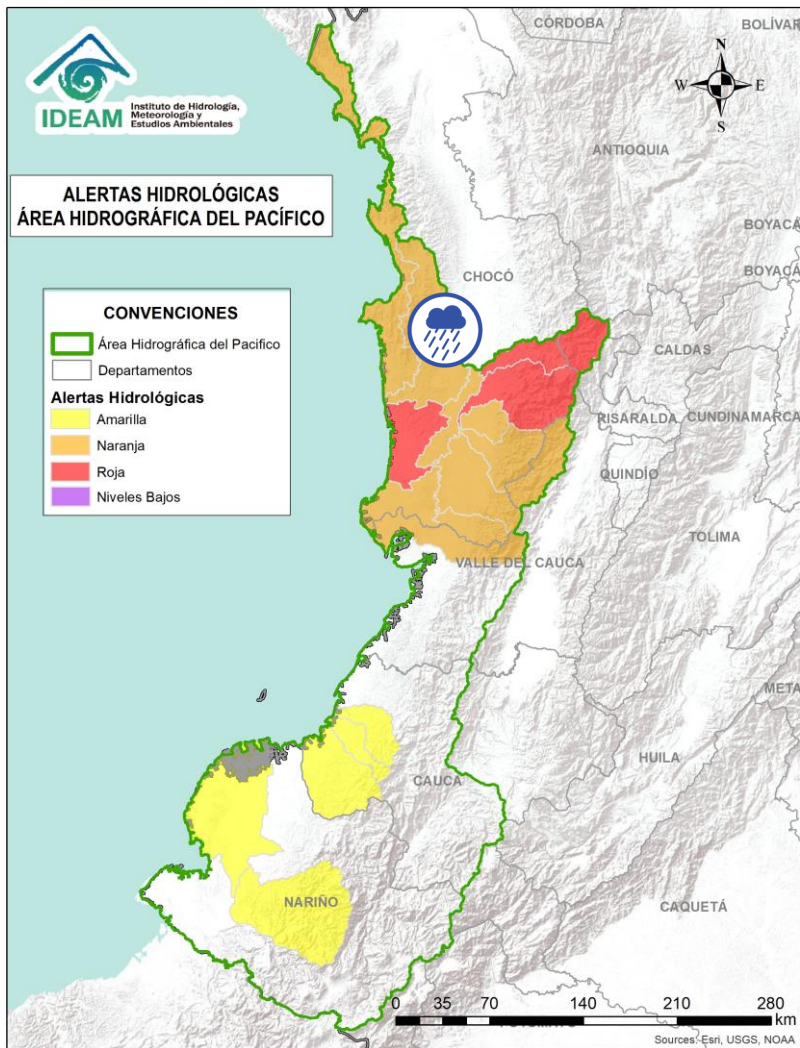 CÓRDOBA
BOLÍVAR
N
W E
S
IDEAM
Instituto de Hidrología,
Meteorología y
Estudios Ambientales
ANTIOQUIA
ALERTAS HIDROLÓGICAS
ÁREA HIDROGRÁFICA DEL PACÍFICO
BOYACÁ
BOYACÁ
CHOCÓ
CONVENCIONES
Área Hidrográfica del Pacifico
Departamentos
Alertas Hidrológicas
Amarilla
Naranja
Roja
Niveles Bajos
CALDAS
RISARALDA
CUNDINAMARCA
QUINDÍO
TOLIMA
VALLE DEL CAUCA
META
HUILA
CAUCA
NARIÑO
CAQUETÁ
0 35 70 140 210 280
km
Sources: Esri, USGS, NOAA